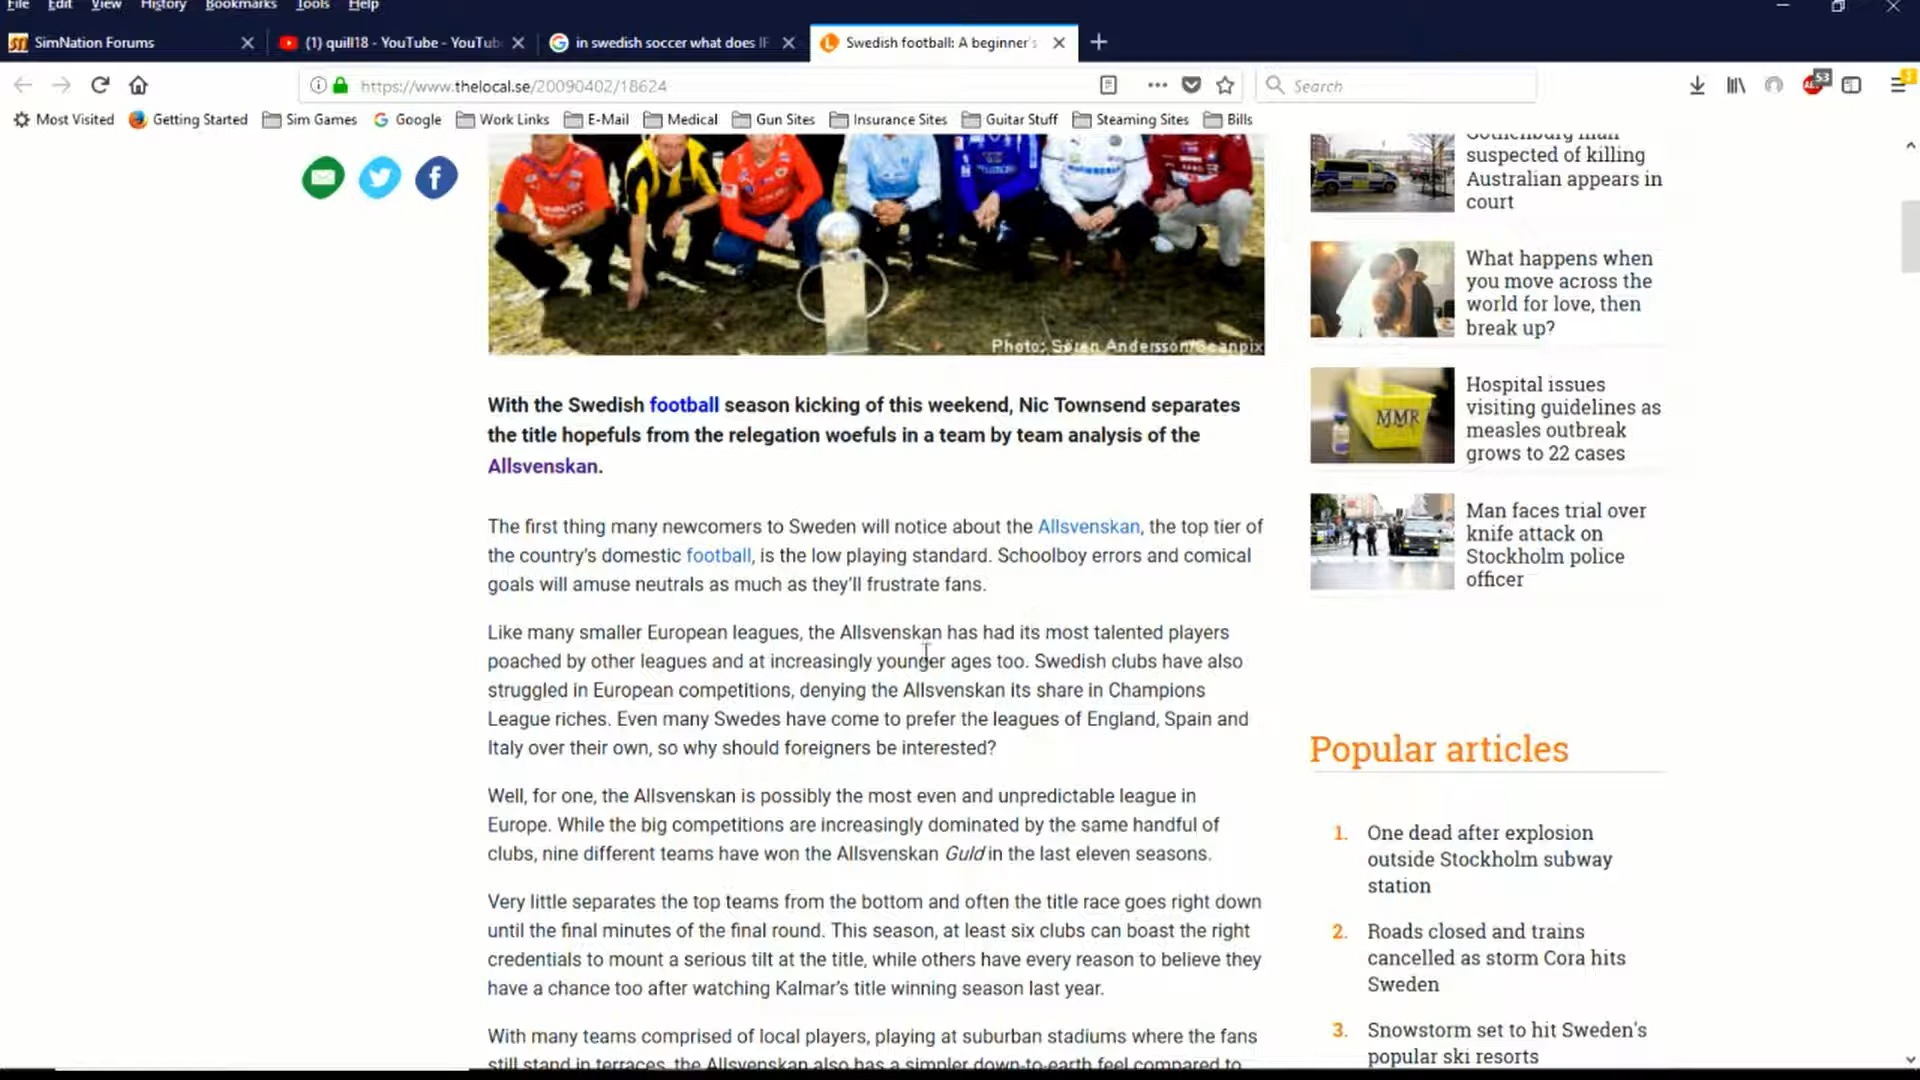 File Edit View History Bookmarks Tools Help
SimNation Forums
(1) quill18 - YouTube - YouTub
in swedish soccer what does IF
Swedish football: A beginner's
https://www.thelocal.se/20090402/18624
Search
53
Most Visited Getting Started Sim Games Google Work Links E-Mail Medical Gun Sites Insurance Sites Guitar Stuff Steaming Sites Bills
Photo: Sören Andersson/Scanpix
With the Swedish football season kicking of this weekend, Nic Townsend separates
the title hopefuls from the relegation woefuls in a team by team analysis of the
Allsvenskan.
The first thing many newcomers to Sweden will notice about the Allsvenskan, the top tier of
the country's domestic football, is the low playing standard. Schoolboy errors and comical
goals will amuse neutrals as much as they'll frustrate fans.
Like many smaller European leagues, the Allsvenskan has had its most talented players
poached by other leagues and at increasingly younger ages too. Swedish clubs have also
struggled in European competitions, denying the Allsvenskan its share in Champions
League riches. Even many Swedes have come to prefer the leagues of England, Spain and
Italy over their own, so why should foreigners be interested?
Well, for one, the Allsvenskan is possibly the most even and unpredictable league in
Europe. While the big competitions are increasingly dominated by the same handful of
clubs, nine different teams have won the Allsvenskan Guld in the last eleven seasons.
Very little separates the top teams from the bottom and often the title race goes right down
until the final minutes of the final round. This season, at least six clubs can boast the right
credentials to mount a serious tilt at the title, while others have every reason to believe they
have a chance too after watching Kalmar's title winning season last year.
With many teams comprised of local players, playing at suburban stadiums where the fans
still stand in terraces, the Allsvenskan also has a simpler down-to-earth feel compared to
Gothenburg man
suspected of killing
Australian appears in
court
What happens when
you move across the
world for love, then
break up?
MMR
Hospital issues
visiting guidelines as
measles outbreak
grows to 22 cases
Man faces trial over
knife attack on
Stockholm police
officer
Popular articles
1. One dead after explosion
outside Stockholm subway
station
2. Roads closed and trains
cancelled as storm Cora hits
Sweden
3. Snowstorm set to hit Sweden's
popular ski resorts